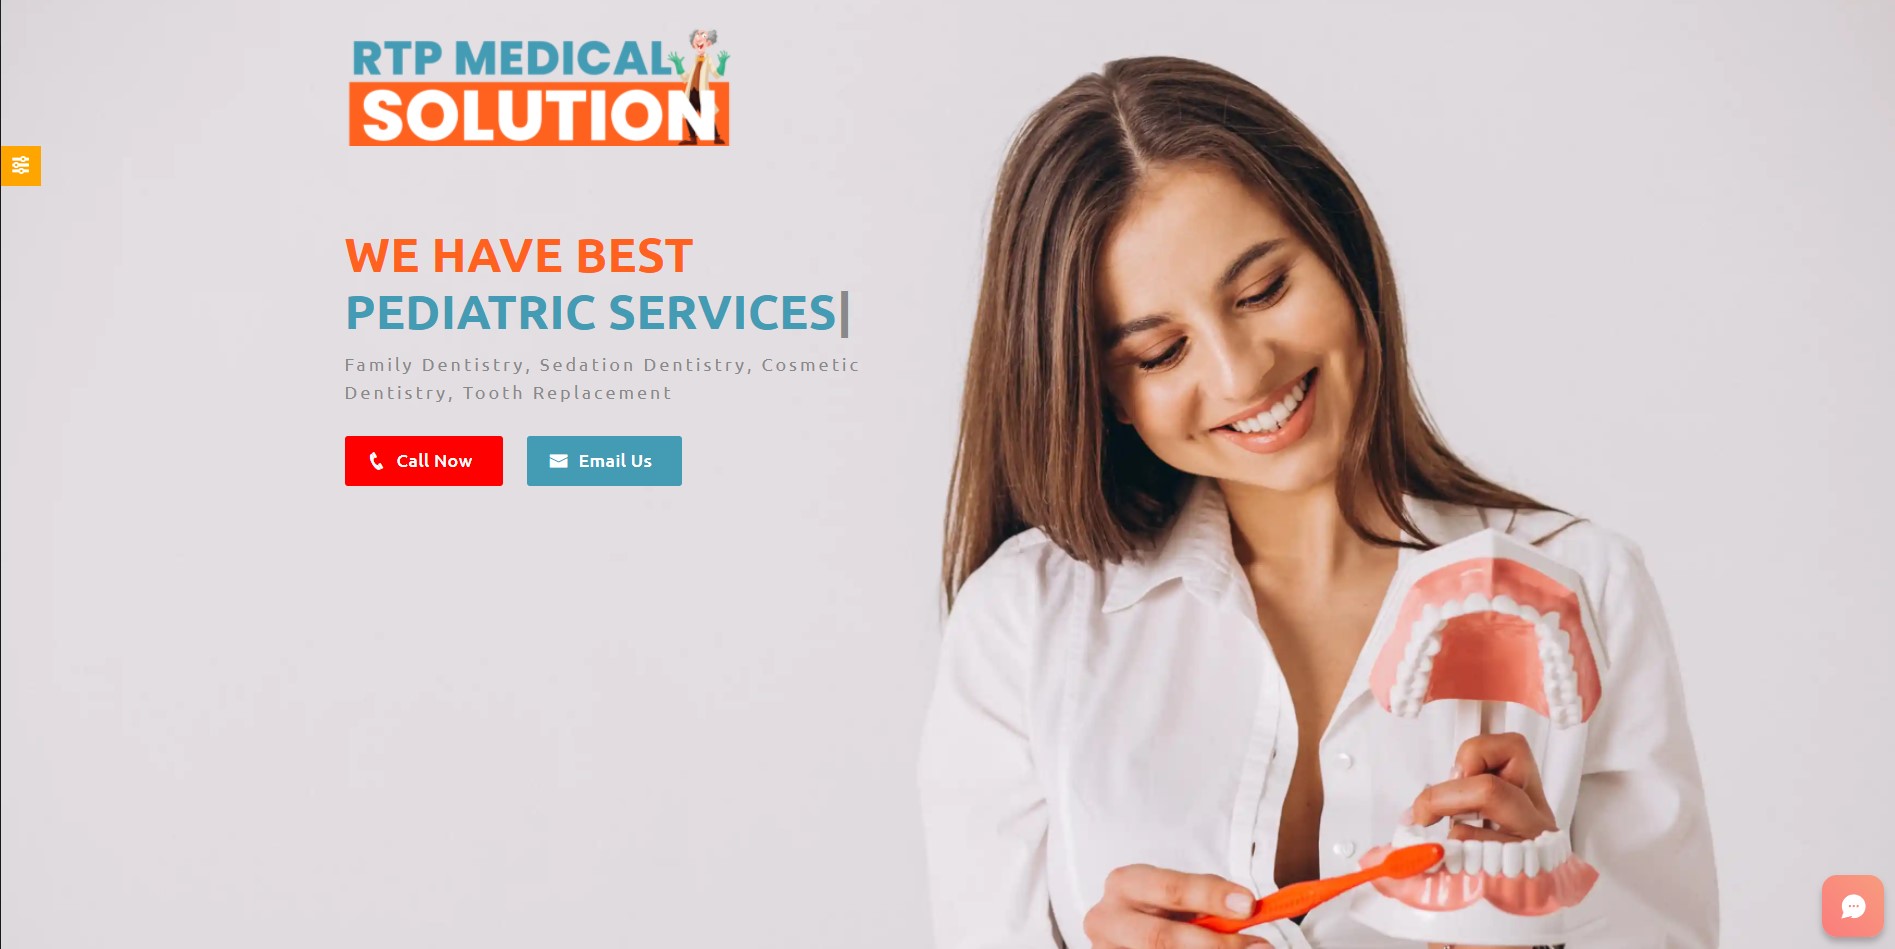 RTP MEDICAL
SOLUTION
WE HAVE BEST
PEDIATRIC SERVICES|
Family Dentistry, Sedation Dentistry, Cosmetic
Dentistry, Tooth Replacement
Call Now
Email Us